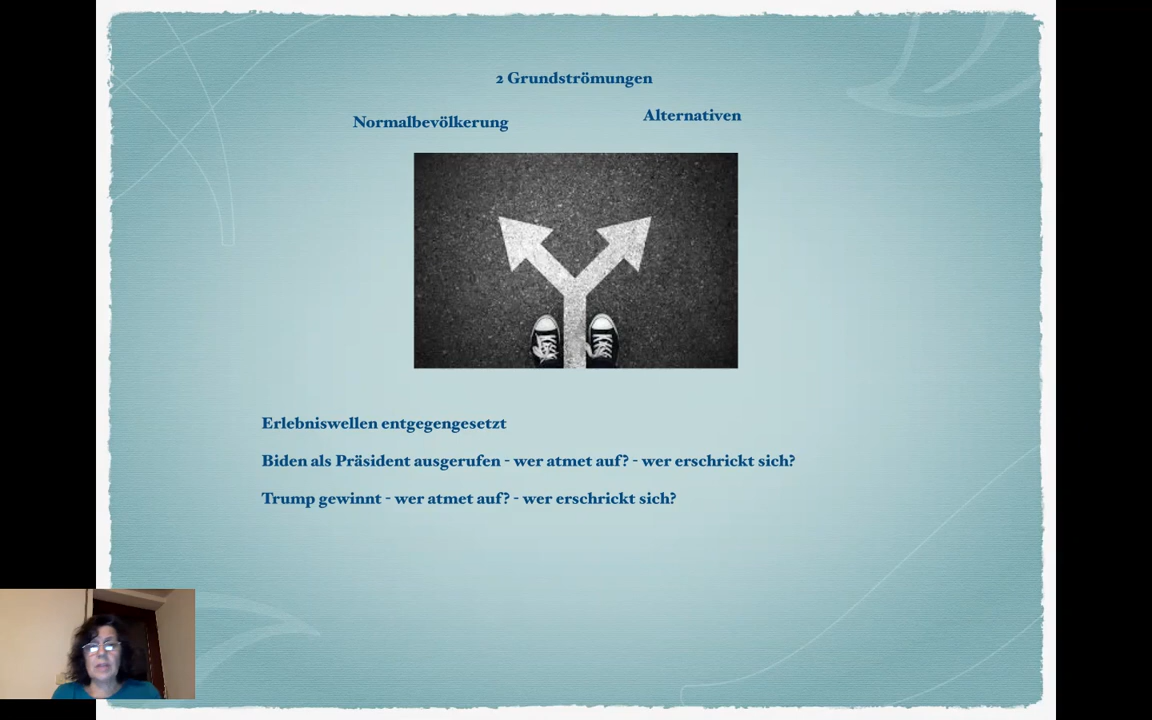 2 Grundströmungen
Normalbevölkerung
Alternativen
Erlebniswellen entgegengesetzt
Biden als Präsident ausgerufen - wer atmet auf? - wer erschrickt sich?
Trump gewinnt - wer atmet auf? - wer erschrickt sich?